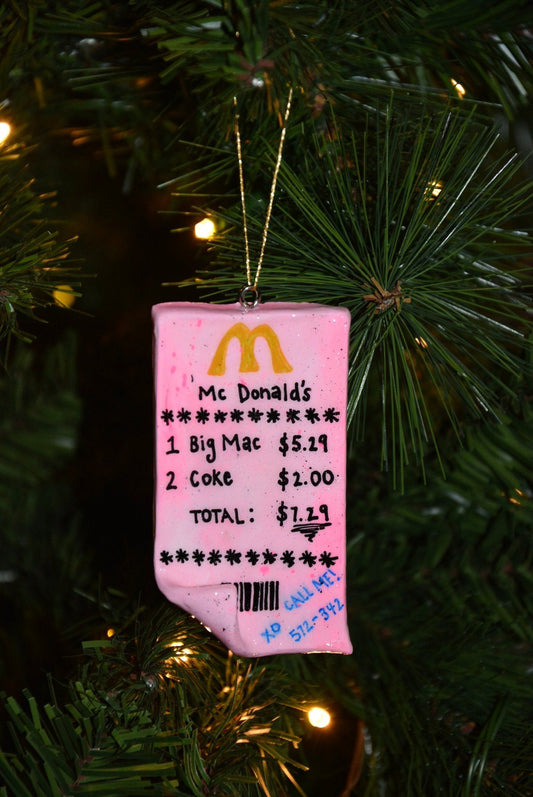 Mc Donald's
*********
1 Big Mac $5.29
2 Coke $2.00
TOTAL: $7.29
*********
CALL ME!
XO 572-342